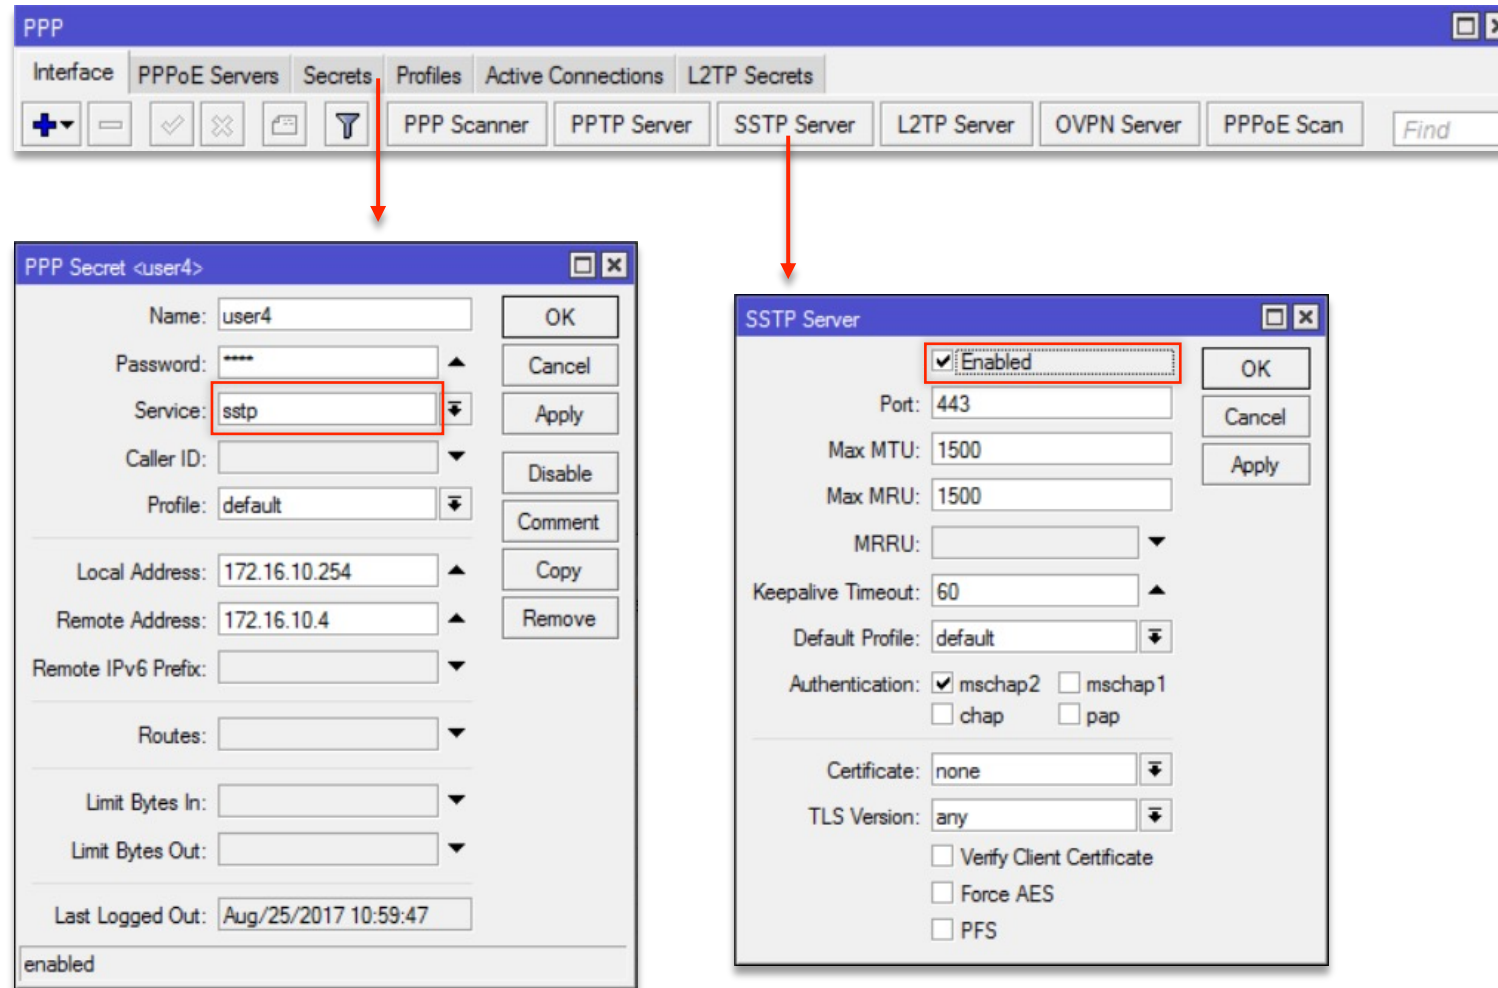 PPP
Interface PPPoE Servers Secrets Profiles Active Connections L2TP Secrets
PPP Scanner PPTP Server SSTP Server L2TP Server OVPN Server PPPoE Scan Find
PPP Secret <user4>
Name: user4 OK
Password: **** Cancel
Service: sstp Apply
Caller ID:
Disable
Profile: default
Comment
Local Address: 172.16.10.254 Copy
Remote Address: 172.16.10.4 Remove
Remote IPv6 Prefix:
Routes:
Limit Bytes In:
Limit Bytes Out:
Last Logged Out: Aug/25/2017 10:59:47
enabled
SSTP Server
Enabled OK
Port: 443 Cancel
Max MTU: 1500 Apply
Max MRU: 1500
MRRU:
Keepalive Timeout: 60
Default Profile: default
Authentication: mschap2 mschap1
chap pap
Certificate: none
TLS Version: any
Verify Client Certificate
Force AES
PFS